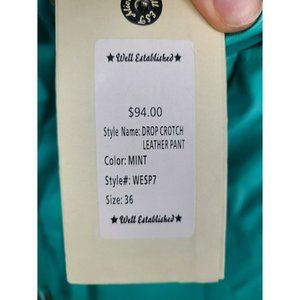 ★ Well Established ★
$94.00
Style Name: DROP CROTCH
LEATHER PANT
Color: MINT
Style#: WESP7
Size: 36
★ Well Established ★